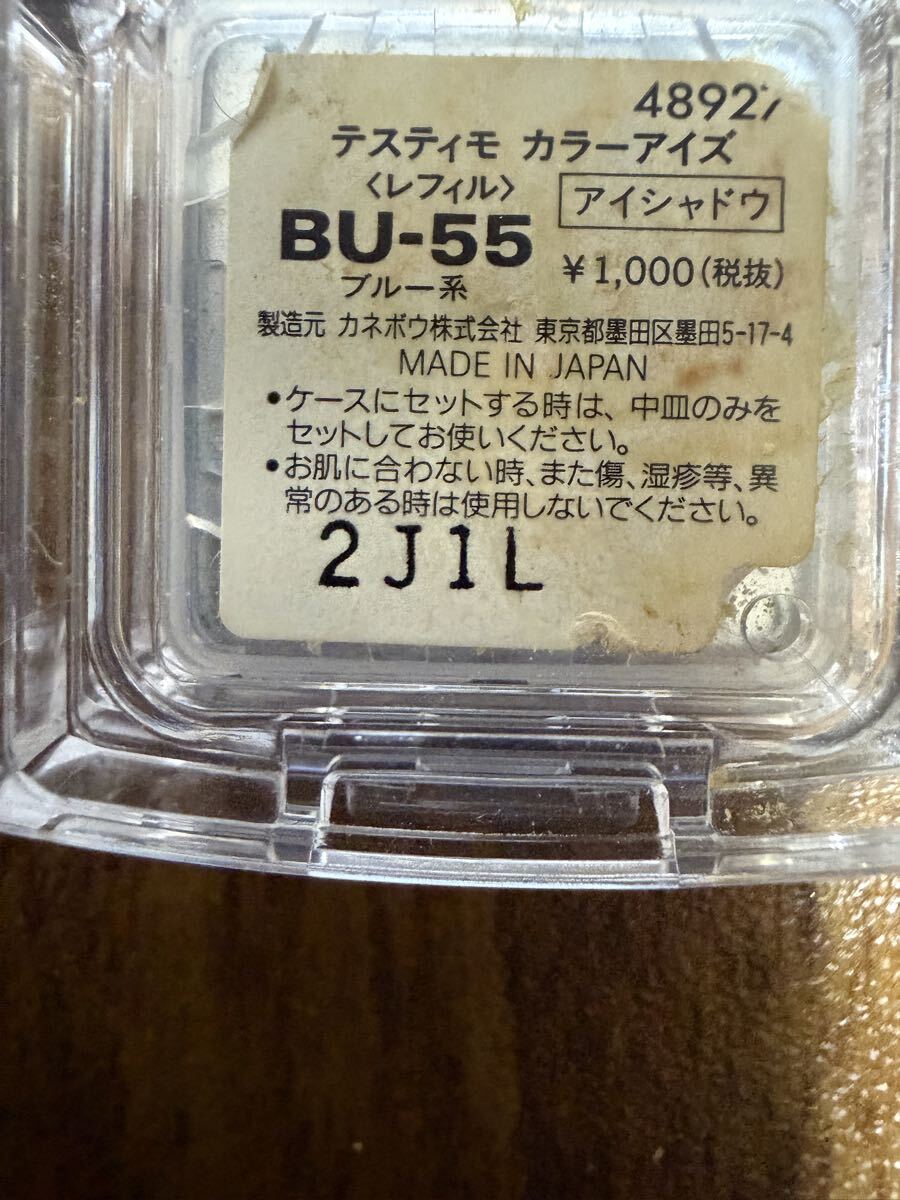 48927
テスティモ カラーアイズ
〈レフィル〉
アイシャドウ
BU-55
¥1,000(税抜)
ブルー系
製造元 カネボウ株式会社 東京都墨田区墨田5-17-4
MADE IN JAPAN
•ケースにセットする時は、中皿のみを
セットしてお使いください。
•お肌に合わない時、また傷、湿疹等、異
常のある時は使用しないでください。
2J1L